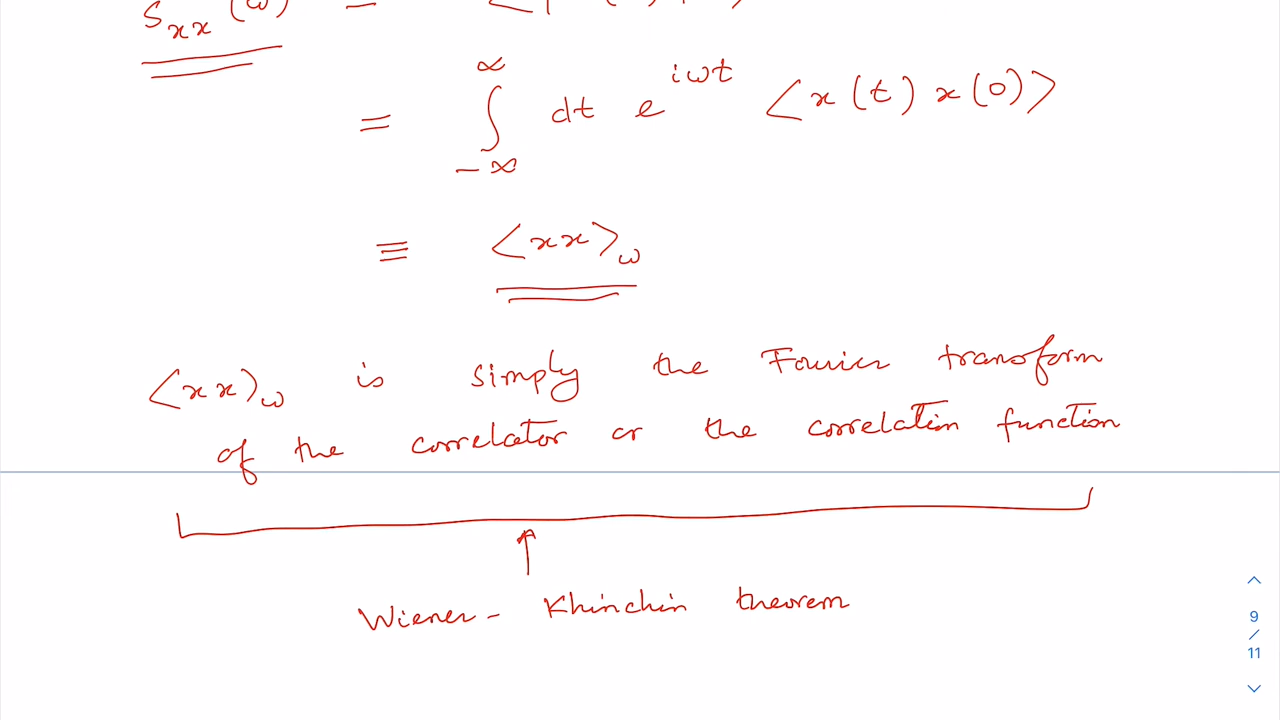 S_xx (ω) =
= ∫_{-∞}^{∞} dt e^{iωt} ⟨x(t) x(0)⟩
≡ ⟨xx⟩_ω
⟨xx⟩_ω is simply the Fourier transform
of the correlator or the correlation function
Wiener - Khinchin theorem
9
/
11